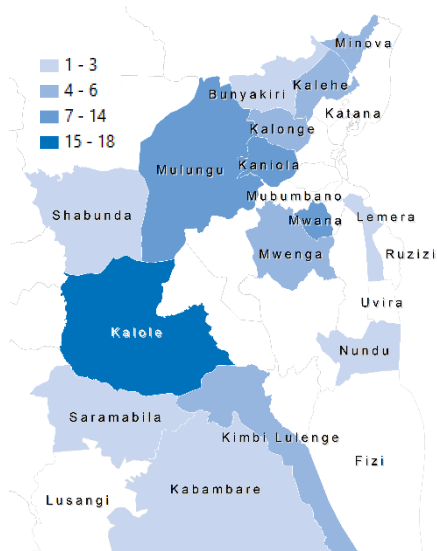 Minova
1 - 3
4 - 6
7 - 14
15 - 18
Bunyakiri
Kalehe
Katana
Kalonge
Kaniola
Mulungu
Mubumbano
Shabunda
Mwana
Lemera
Mwenga
Ruzizi
Uvira
Kalole
Nundu
Saramabila
Kimbi Lulenge
Fizi
Kabambare
Lusangi